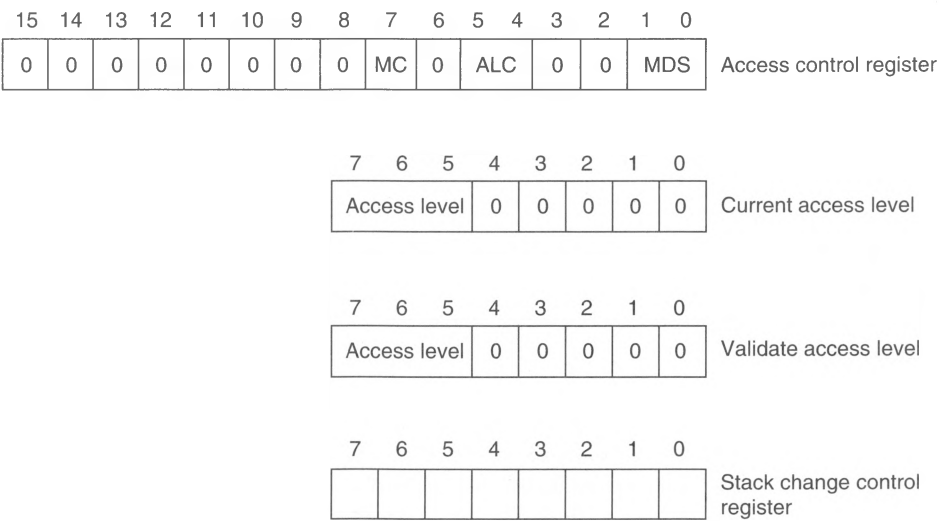 15 14 13 12 11 10 9 8 7 6 5 4 3 2 1 0
0 0 0 0 0 0 0 0 MC 0 ALC 0 0 MDS Access control register
7 6 5 4 3 2 1 0
Access level 0 0 0 0 0 Current access level
7 6 5 4 3 2 1 0
Access level 0 0 0 0 0 Validate access level
7 6 5 4 3 2 1 0
Stack change control
register